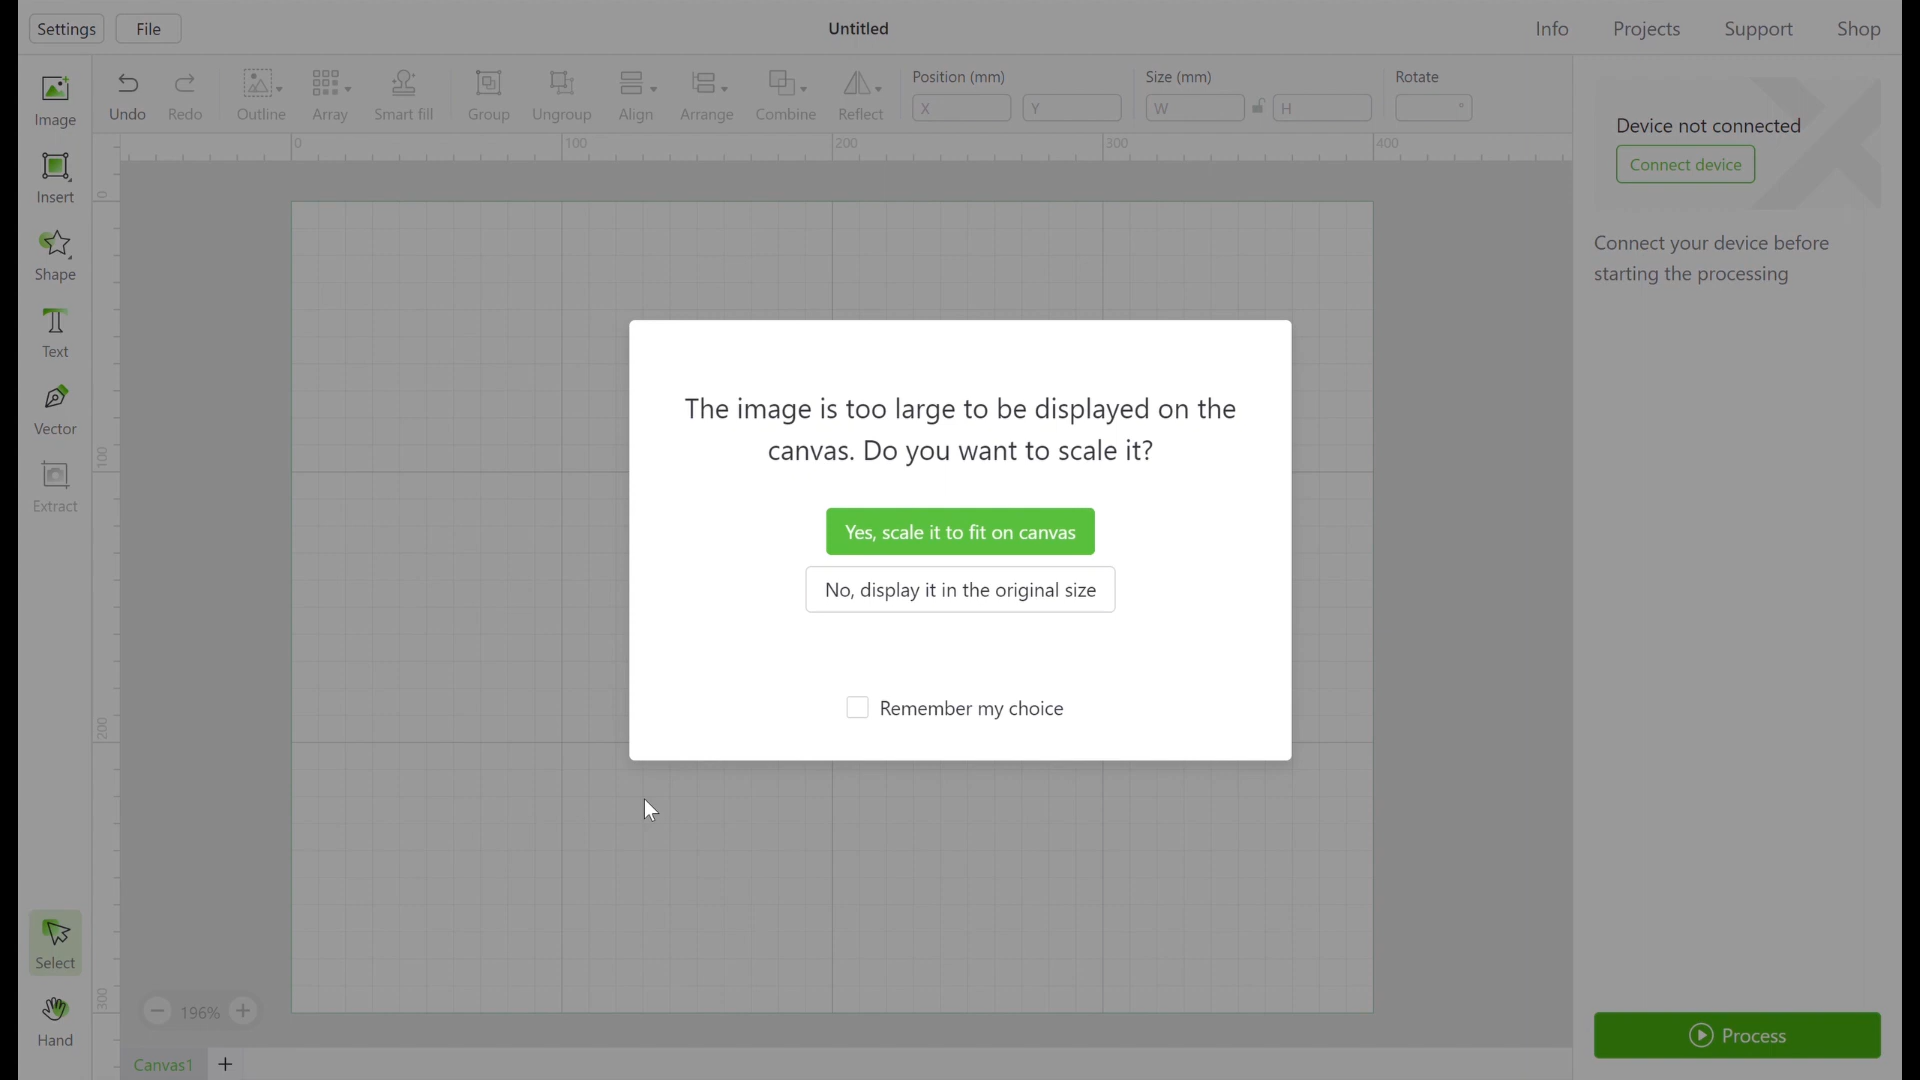 Settings File Untitled Info Projects Support Shop
Image
Insert
Shape
Text
Vector
Extract
Select
Hand
Undo Redo Outline Array Smart fill Group Ungroup Align Arrange Combine Reflect
Position (mm) Size (mm) Rotate
X Y W H °
0 100 200 300 400
0
100
200
300
The image is too large to be displayed on the
canvas. Do you want to scale it?
Yes, scale it to fit on canvas
No, display it in the original size
Remember my choice
Device not connected
Connect device
Connect your device before
starting the processing
196%
Canvas1 +
Process